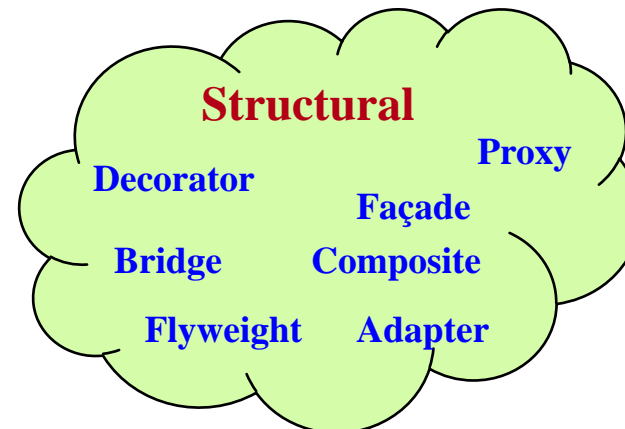 Structural
Proxy
Decorator
Façade
Bridge Composite
Flyweight Adapter